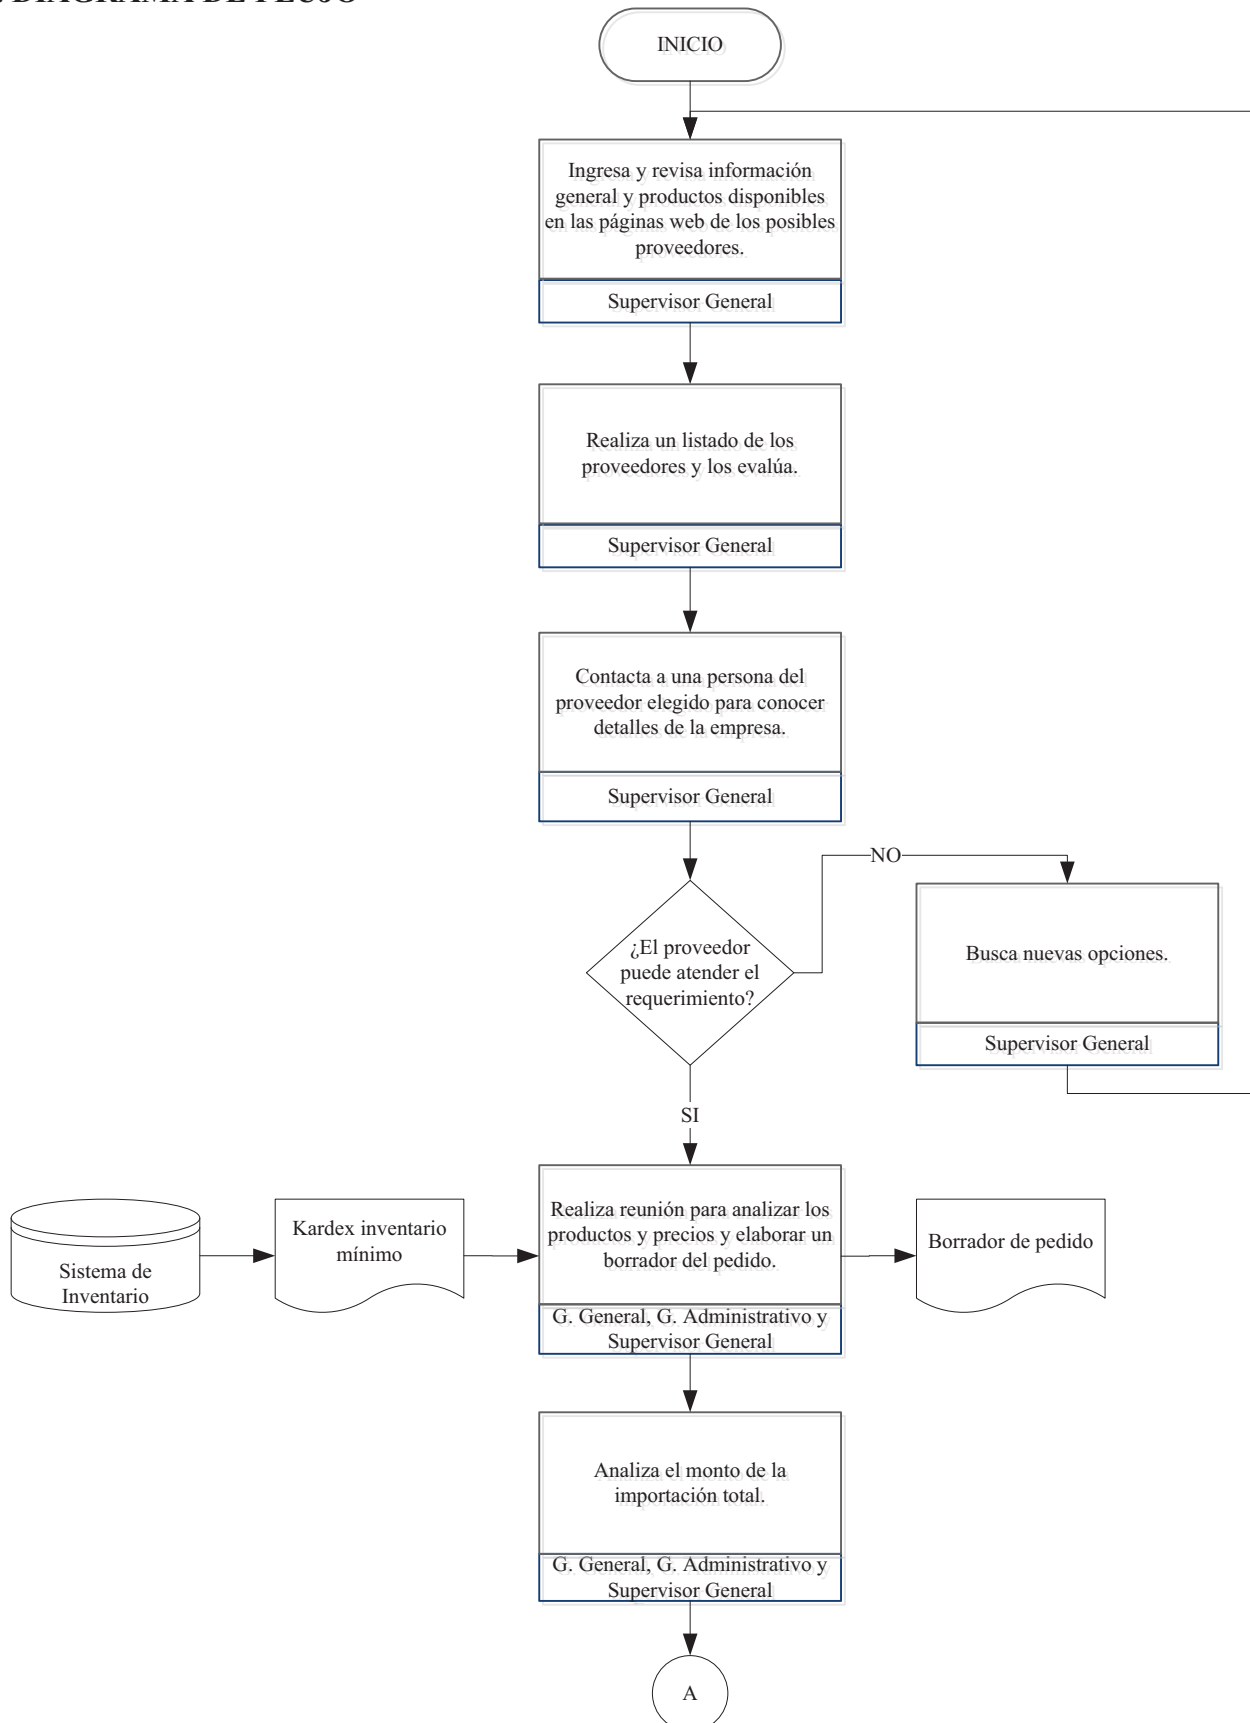 DIAGRAMA DE FLUJO
INICIO
Ingresa y revisa información
general y productos disponibles
en las páginas web de los posibles
proveedores.
Supervisor General
Realiza un listado de los
proveedores y los evalúa.
Supervisor General
Contacta a una persona del
proveedor elegido para conocer
detalles de la empresa.
Supervisor General
NO
¿El proveedor
puede atender el
requerimiento?
Busca nuevas opciones.
Supervisor General
SI
Sistema de
Inventario
Kardex inventario
mínimo
Realiza reunión para analizar los
productos y precios y elaborar un
borrador del pedido.
G. General, G. Administrativo y
Supervisor General
Borrador de pedido
Analiza el monto de la
importación total.
G. General, G. Administrativo y
Supervisor General
A